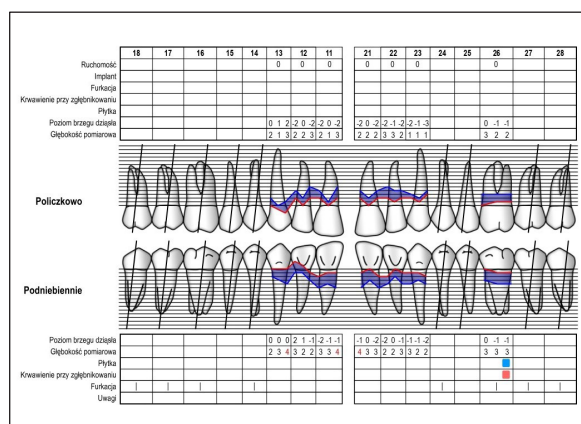 18 17 16 15 14 13 12 11 21 22 23 24 25 26 27 28
Ruchomość 0 0 0 0 0 0 0
Implant
Furkacja
Krwawienie przy zgłębnikowaniu
Płytka
Poziom brzegu dziąsła 0 1 2 -2 0 -2 -2 0 -2 -2 0 -2 -2 -1 -2 -2 -1 -3 0 -1 -1
Głębokość pomiarowa 2 1 3 2 2 3 2 1 3 2 2 2 3 3 2 1 1 1 3 2 2
Policzkowo
Podniebiennie
Poziom brzegu dziąsła 0 0 0 2 1 -1 -2 -1 -1 -1 0 -2 -2 0 -1 -1 -1 -2 0 -1 -1
Głębokość pomiarowa 2 3 4 3 2 2 3 3 4 4 3 3 2 2 3 3 2 2 3 3 3
Płytka
Krwawienie przy zgłębnikowaniu
Furkacja | | | | | | | |
Uwagi